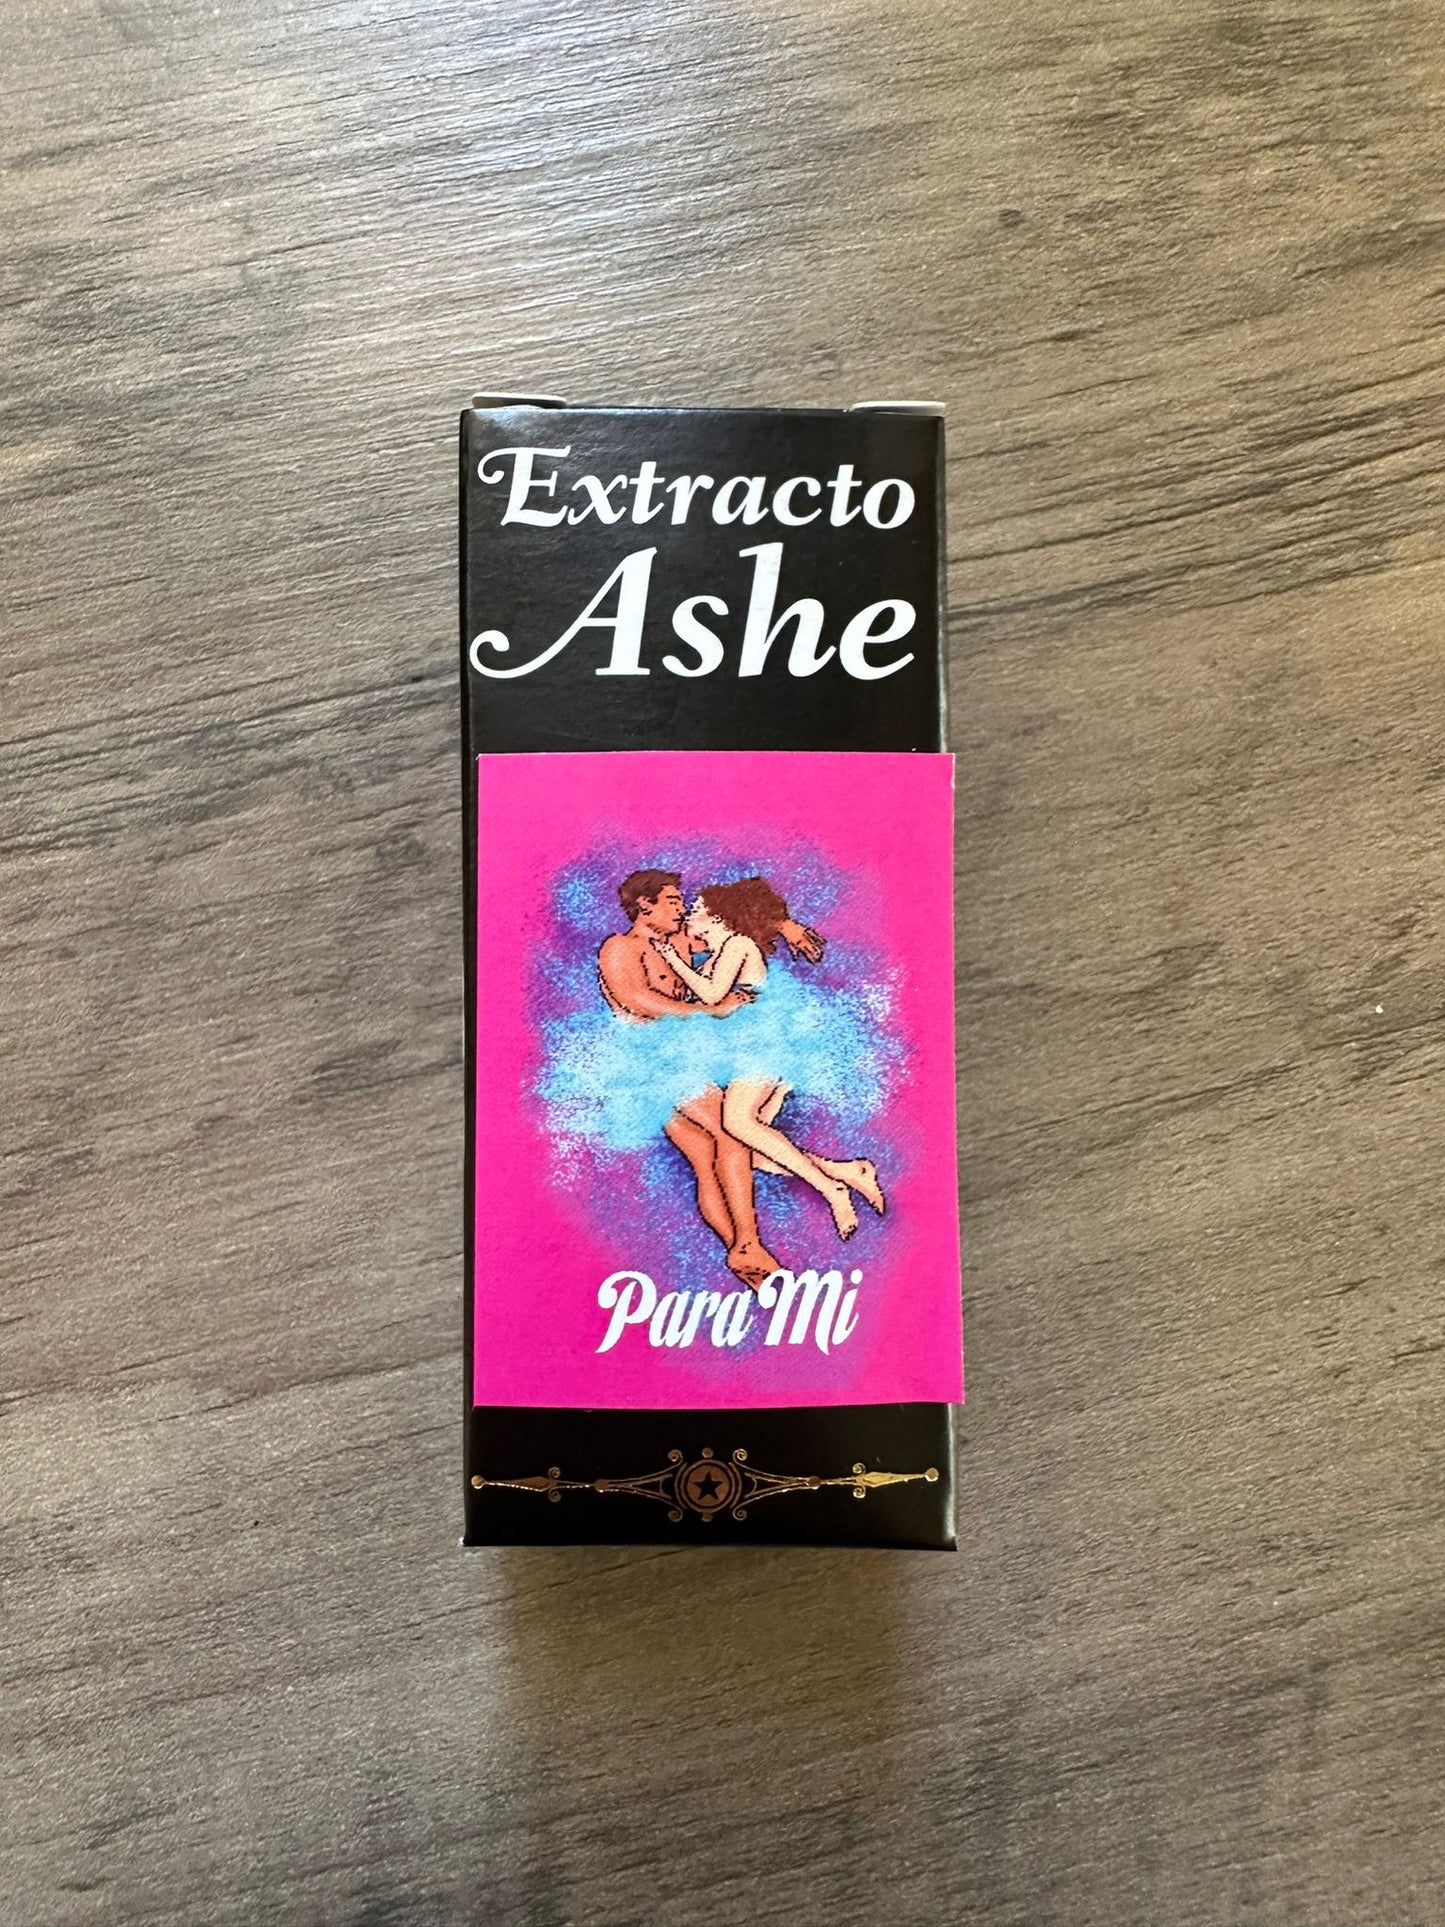 Extracto
Ashe
Para Mi